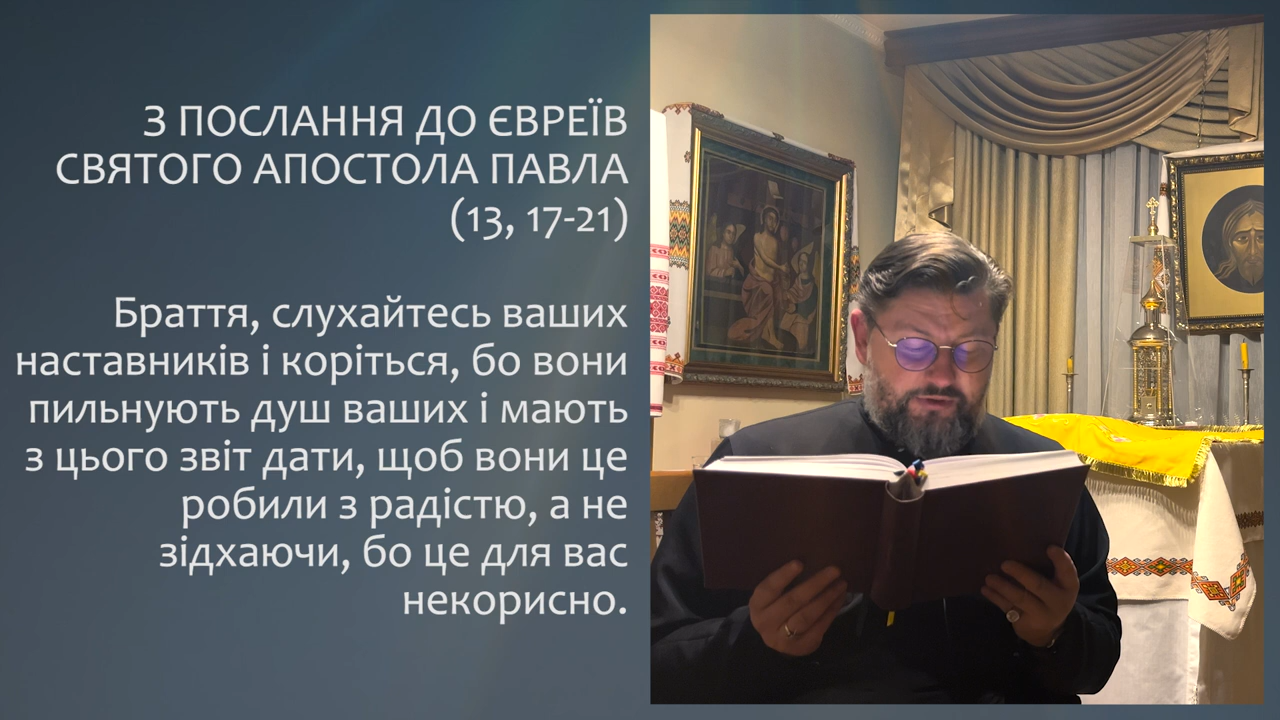 З ПОСЛАННЯ ДО ЄВРЕЇВ
СВЯТОГО АПОСТОЛА ПАВЛА
(13, 17-21)
Браття, слухайтесь ваших
наставників і коріться, бо вони
пильнують душ ваших і мають
з цього звіт дати, щоб вони це
робили з радістю, а не
зідхаючи, бо це для вас
некорисно.